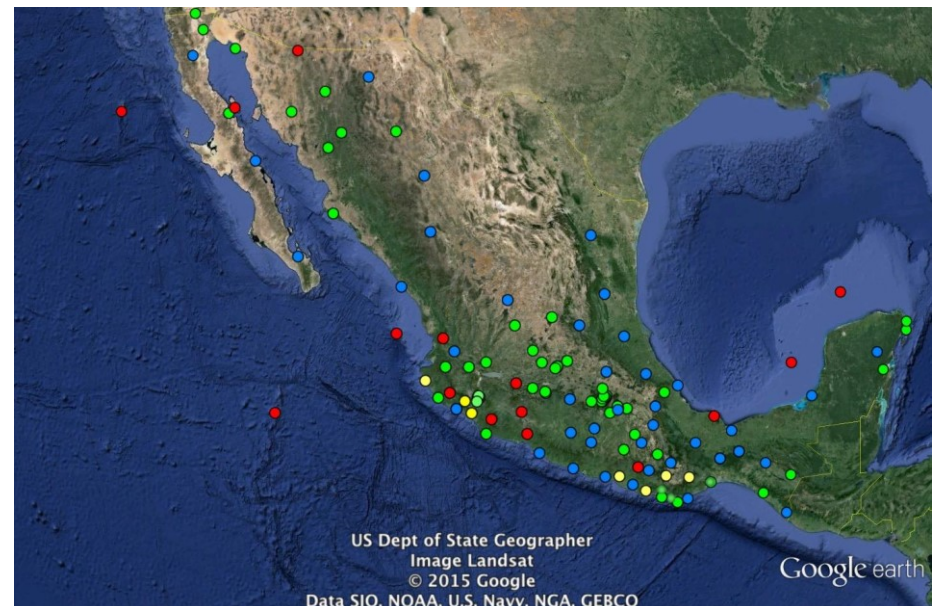 US Dept of State Geographer
Image Landsat
© 2015 Google
Data SIO, NOAA, U.S. Navy, NGA, GEBCO
Google earth